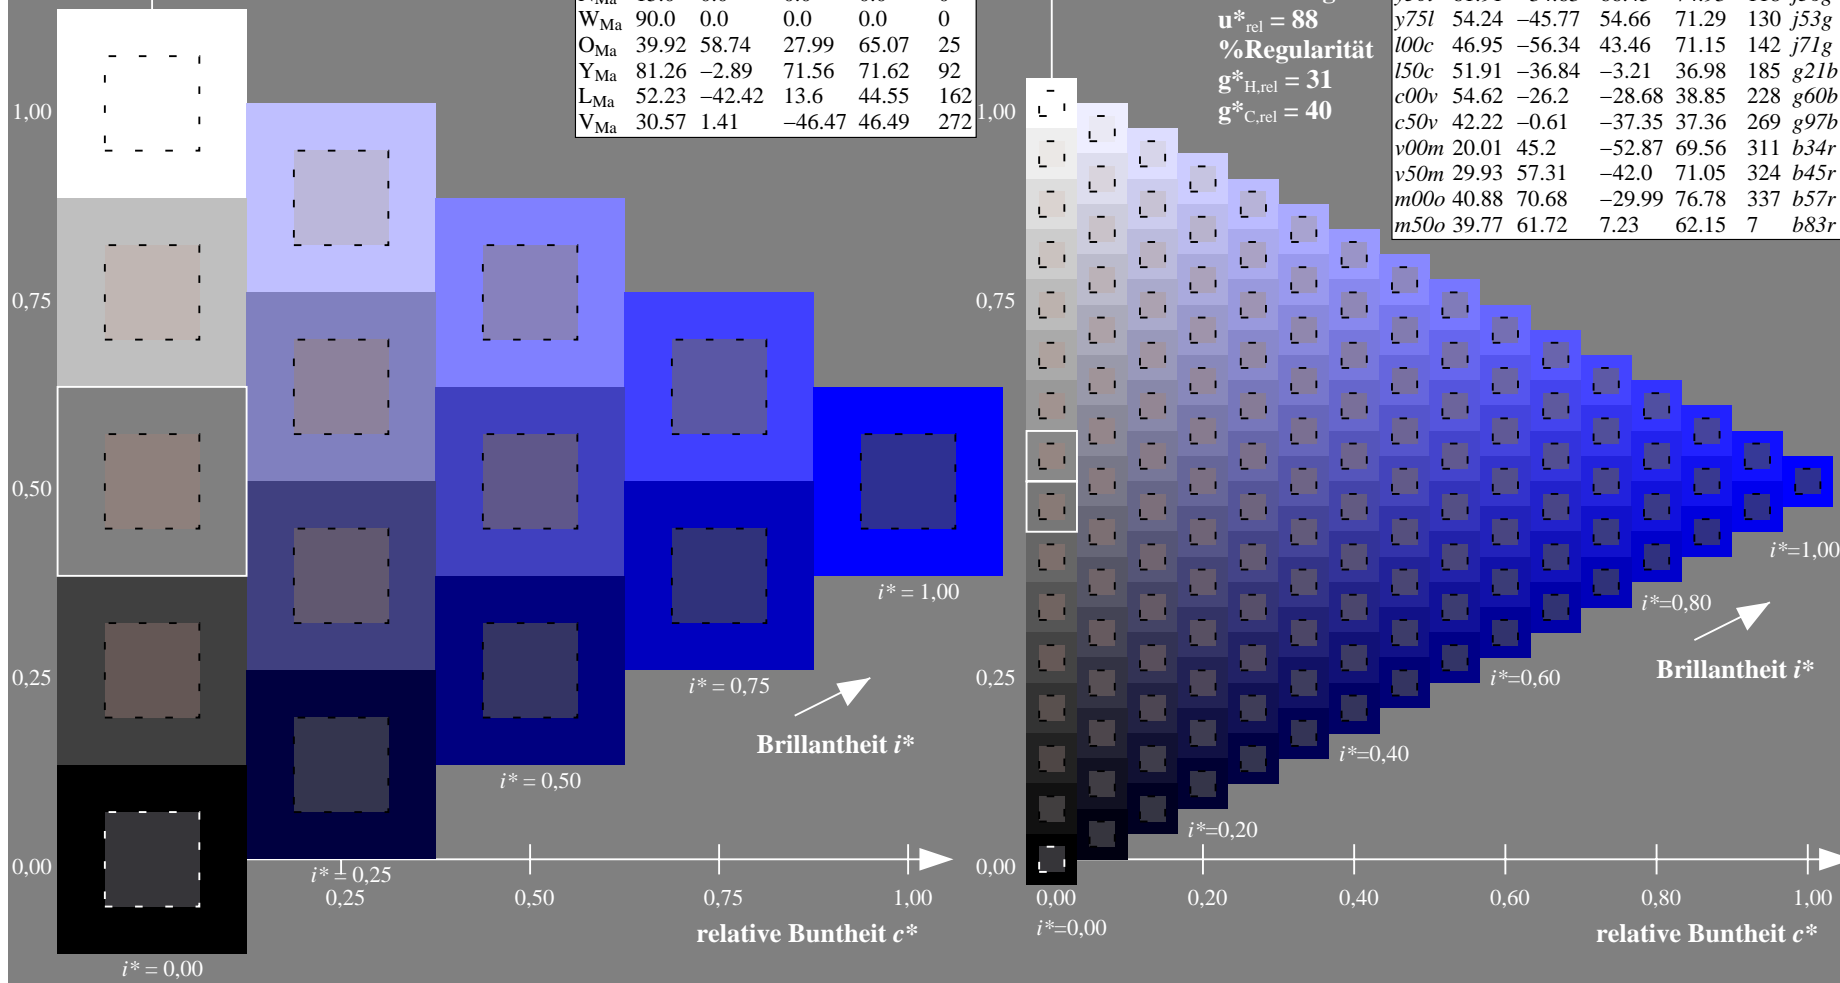 W_Ma 90.0 0.0 0.0 0.0 0
O_Ma 39.92 58.74 27.99 65.07 25
Y_Ma 81.26 −2.89 71.56 71.62 92
L_Ma 52.23 −42.42 13.6 44.55 162
V_Ma 30.57 1.41 −46.47 46.49 272
u*rel = 88
%Regularität
g*H,rel = 31
g*C,rel = 40
y75l 54.24 −45.77 54.66 71.29 130 j53g
l00c 46.95 −56.34 43.46 71.15 142 j71g
l50c 51.91 −36.84 −3.21 36.98 185 g21b
c00v 54.62 −26.2 −28.68 38.85 228 g60b
c50v 42.22 −0.61 −37.35 37.36 269 g97b
v00m 20.01 45.2 −52.87 69.56 311 b34r
v50m 29.93 57.31 −42.0 71.05 324 b45r
m00o 40.88 70.68 −29.99 76.78 337 b57r
m50o 39.77 61.72 7.23 62.15 7 b83r
1,00
0,75
0,50
0,25
0,00
i* = 1,00
i* = 0,75
Brillantheit i*
i* = 0,50
i* = 0,25
i* = 0,00
0,25 0,50 0,75 1,00
relative Buntheit c*
1,00
0,75
0,50
0,25
0,00
i*=1,00
i*=0,80
Brillantheit i*
i*=0,60
i*=0,40
i*=0,20
0,00 0,20 0,40 0,60 0,80 1,00
i*=0,00
relative Buntheit c*